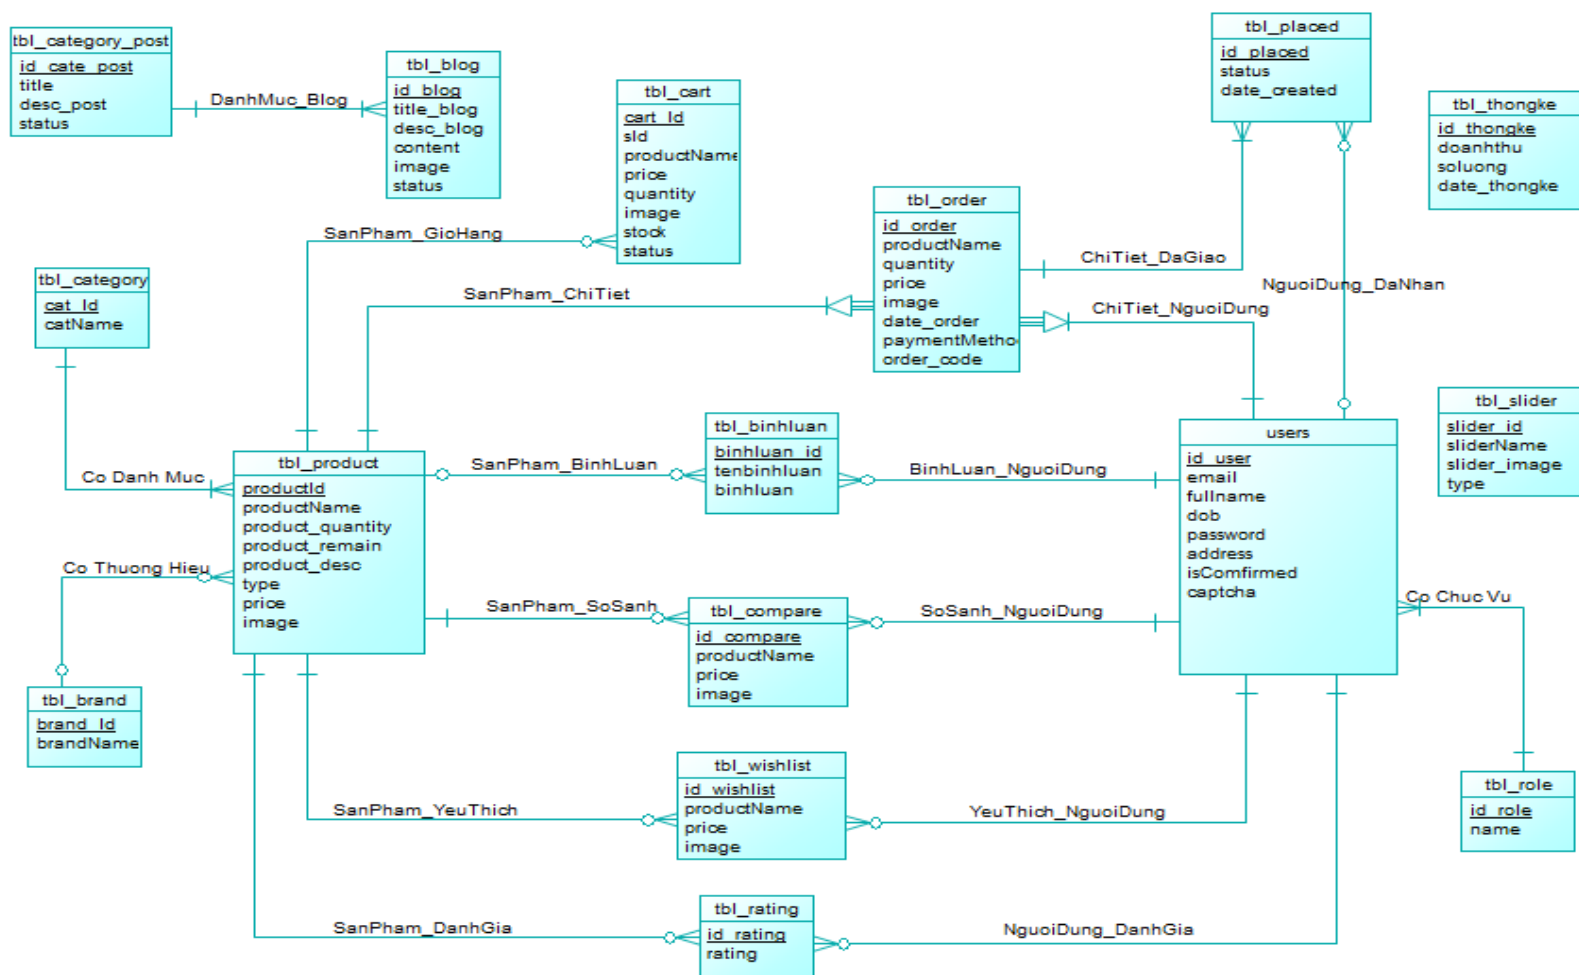 tbl_category_post
id_cate_post
title
desc_post
status
DanhMuc_Blog
tbl_blog
id_blog
title_blog
desc_blog
content
image
status
tbl_cart
cart_Id
sId
productName
price
quantity
image
stock
status
tbl_placed
id_placed
status
date_created
tbl_thongke
id_thongke
doanhthu
soluong
date_thongke
SanPham_GioHang
tbl_order
id_order
productName
quantity
price
image
date_order
paymentMetho
order_code
ChiTiet_DaGiao
NguoiDung_DaNhan
SanPham_ChiTiet
ChiTiet_NguoiDung
tbl_category
cat_Id
catName
Co Danh Muc
tbl_product
productId
productName
product_quantity
product_remain
product_desc
type
price
image
SanPham_BinhLuan
tbl_binhluan
binhluan_id
tenbinhluan
binhluan
BinhLuan_NguoiDung
users
id_user
email
fullname
dob
password
address
isComfirmed
captcha
tbl_slider
slider_id
sliderName
slider_image
type
Co Thuong Hieu
SanPham_SoSanh
tbl_compare
id_compare
productName
price
image
SoSanh_NguoiDung
Co Chuc Vu
tbl_brand
brand_Id
brandName
SanPham_YeuThich
tbl_wishlist
id_wishlist
productName
price
image
YeuThich_NguoiDung
tbl_role
id_role
name
SanPham_DanhGia
tbl_rating
id_rating
rating
NguoiDung_DanhGia